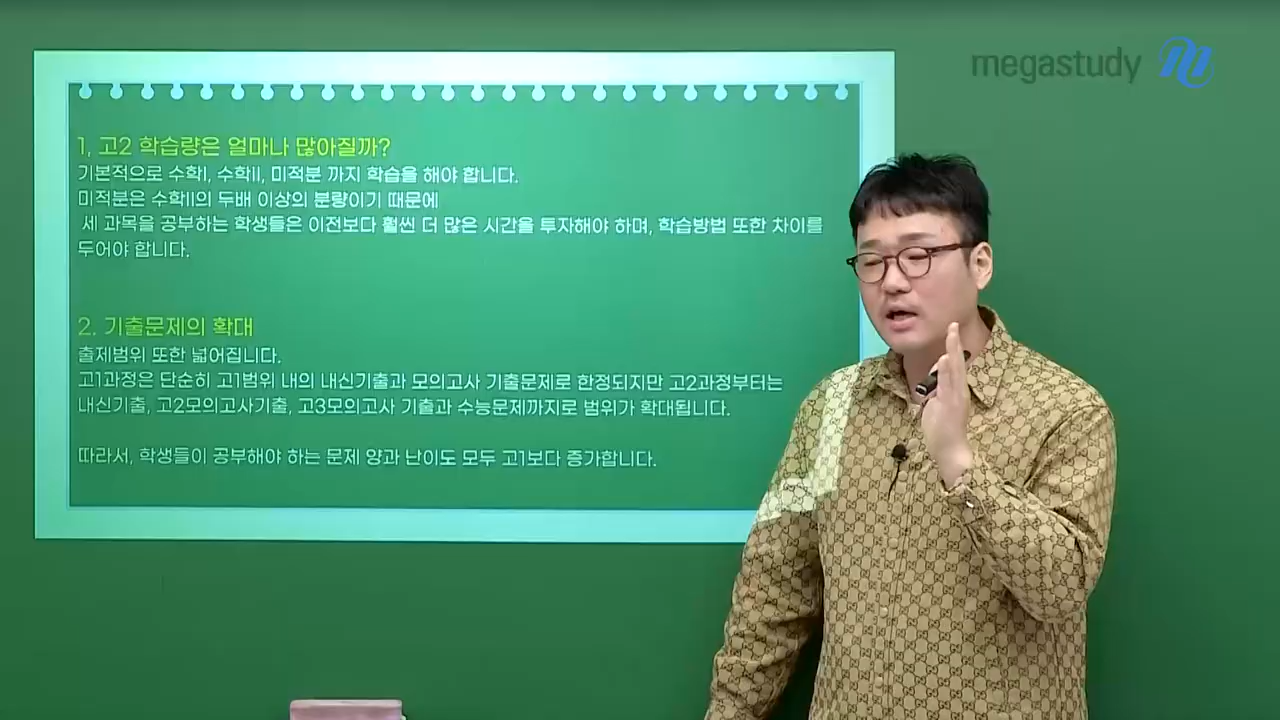 megastudy
1, 고2 학습량은 얼마나 많아질까?
기본적으로 수학I, 수학II, 미적분 까지 학습을 해야 합니다.
미적분은 수학II의 두배 이상의 분량이기 때문에
세 과목을 공부하는 학생들은 이전보다 훨씬 더 많은 시간을 투자해야 하며, 학습방법 또한 차이를
두어야 합니다.
2. 기출문제의 확대
출제범위 또한 넓어집니다.
고1과정은 단순히 고1범위 내의 내신기출과 모의고사 기출문제로 한정되지만 고2과정부터는
내신기출, 고2모의고사기출, 고3모의고사 기출과 수능문제까지로 범위가 확대됩니다.
따라서, 학생들이 공부해야 하는 문제 양과 난이도 모두 고1보다 증가합니다.